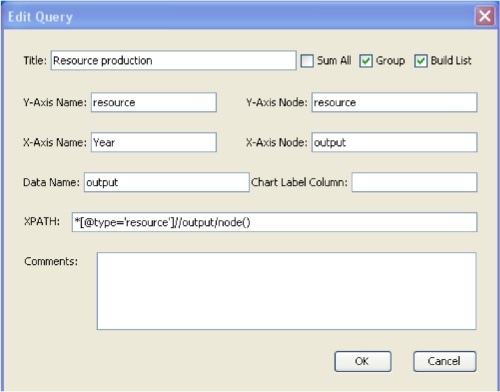 Edit Query
Title: Resource production Sum All Group Build List
Y-Axis Name: resource Y-Axis Node: resource
X-Axis Name: Year X-Axis Node: output
Data Name: output Chart Label Column:
XPATH: *[@type='resource']//output/node()
Comments:
OK Cancel